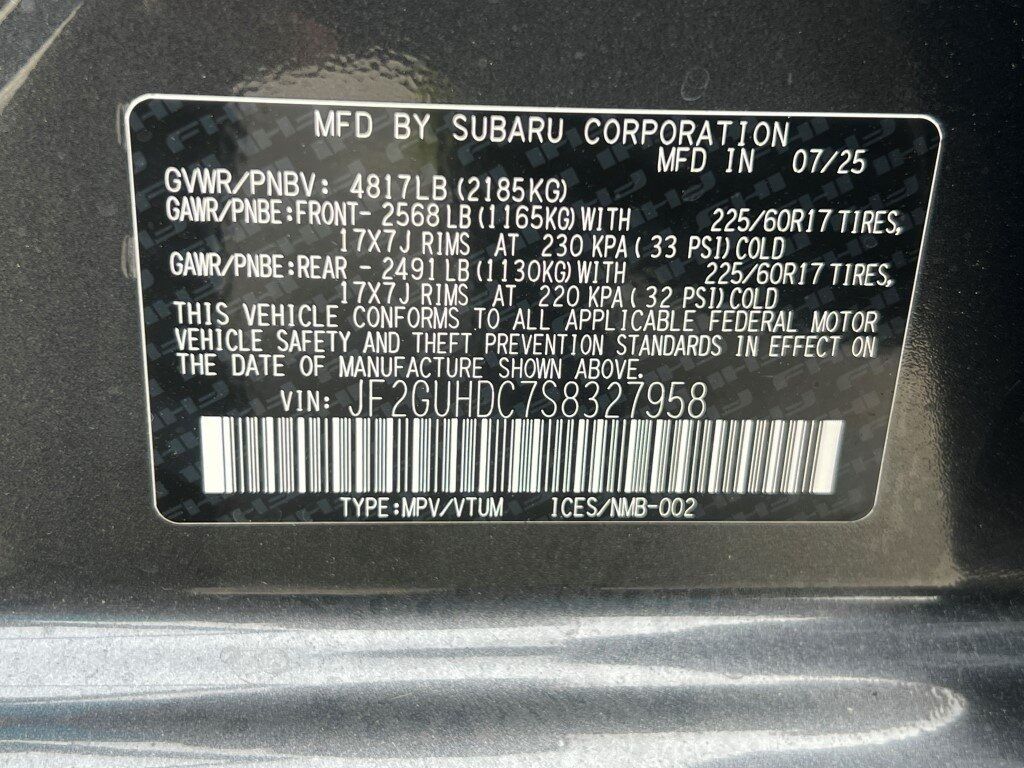 MFD BY SUBARU CORPORATION
MFD IN 07/25
GVWR/PNBV: 4817LB (2185KG)
GAWR/PNBE:FRONT- 2568 LB (1165KG) WITH 225/60R17 TIRES,
17X7J RIMS AT 230 KPA ( 33 PSI) COLD
GAWR/PNBE:REAR - 2491 LB (1130KG) WITH 225/60R17 TIRES,
17X7J RIMS AT 220 KPA ( 32 PSI) COLD
THIS VEHICLE CONFORMS TO ALL APPLICABLE FEDERAL MOTOR
VEHICLE SAFETY AND THEFT PREVENTION STANDARDS IN EFFECT ON
THE DATE OF MANUFACTURE SHOWN ABOVE.
VIN: JF2GUHDC7S8327958
TYPE:MPV/VTUM ICES/NMB-002